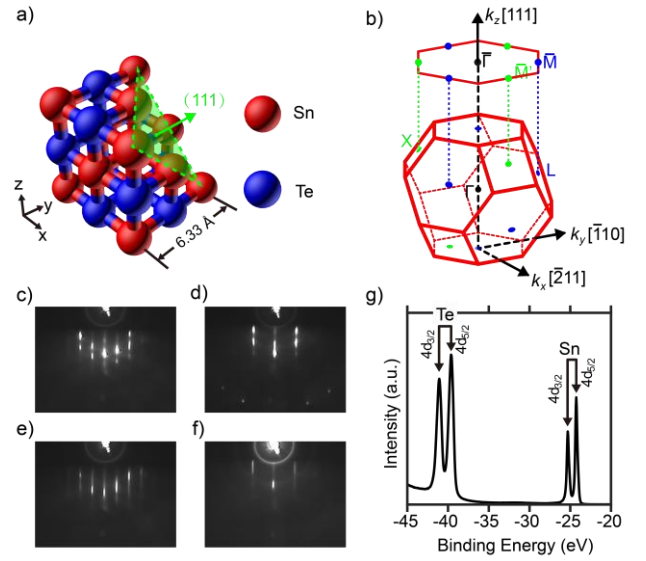 a)
(111)
Sn
Te
z
y
x
6.33 Å
b)
k_z[111]
Γ̅
M̅
M̅'
X
L
Γ
k_y[1̅10]
k_x[2̅11]
c)
d)
e)
f)
g)
Te
4d3/2
4d5/2
Sn
4d3/2
4d5/2
Intensity (a.u.)
-45 -40 -35 -30 -25 -20
Binding Energy (eV)